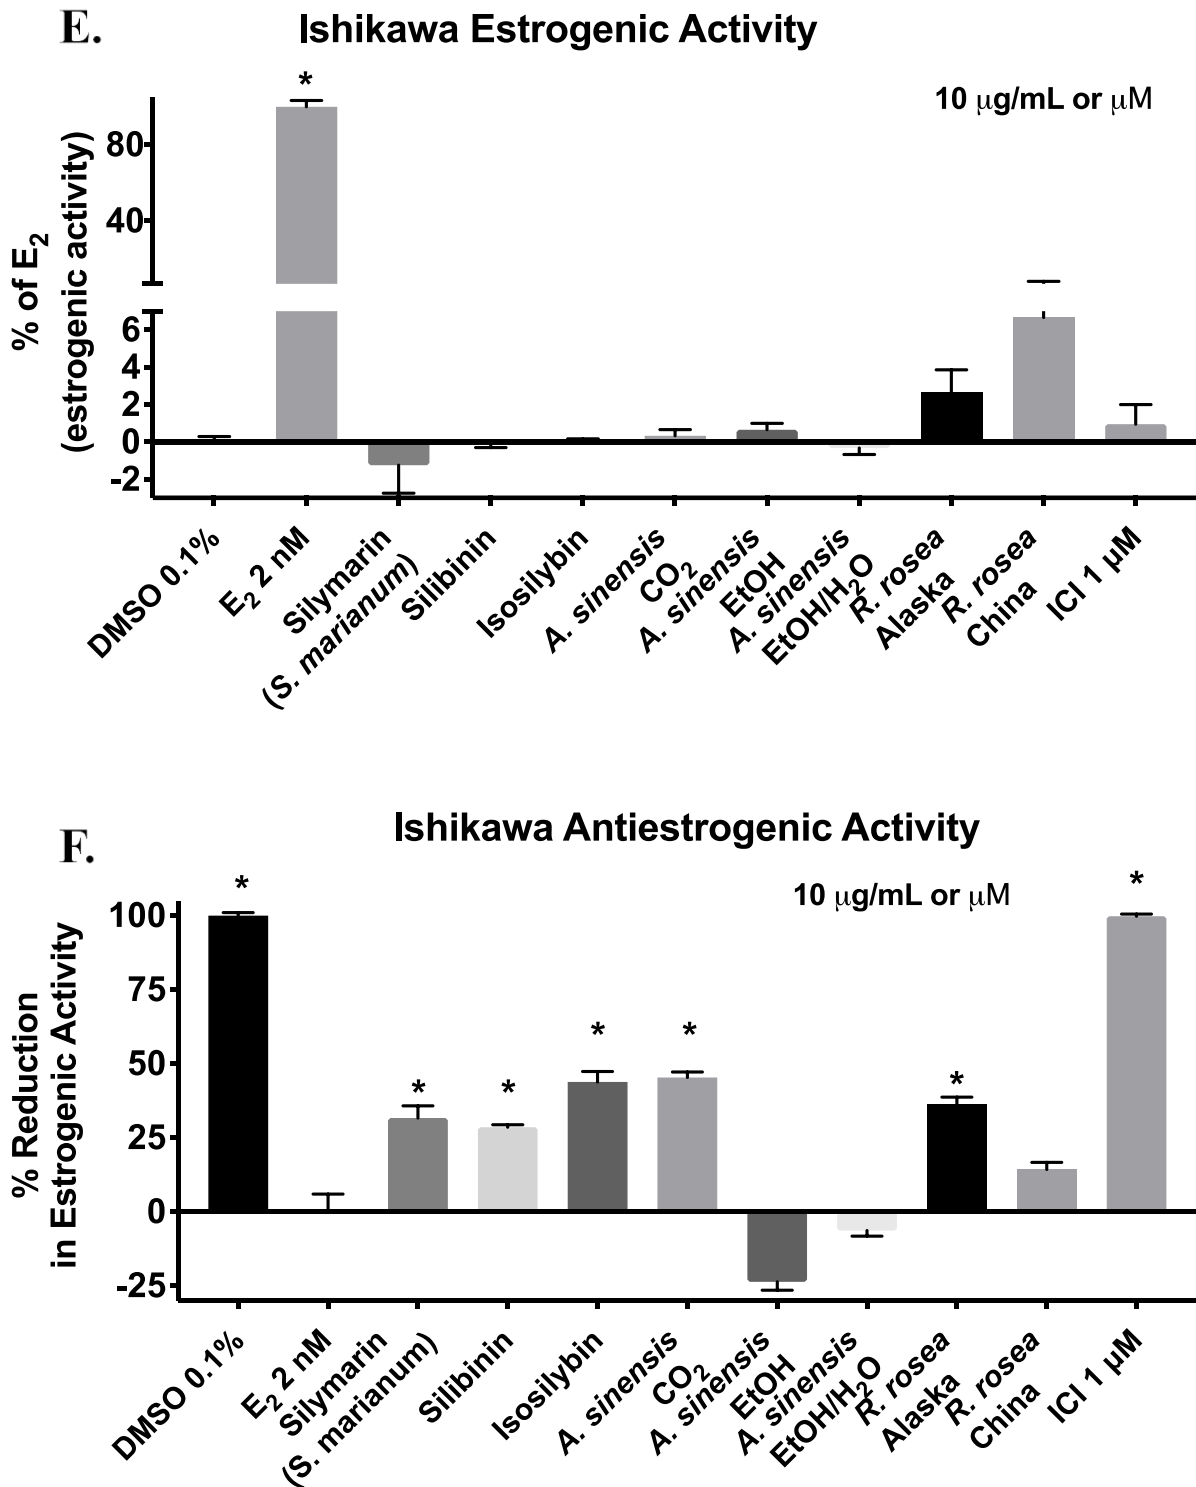 E.
Ishikawa Estrogenic Activity
10 μg/mL or μM
*
% of E₂
(estrogenic activity)
80
40
6
4
2
0
-2
DMSO 0.1%
E₂ 2 nM
Silymarin
(S. marianum)
Silibinin
Isosilybin
A. sinensis
CO₂
A. sinensis
EtOH
A. sinensis
EtOH/H₂O
R. rosea
Alaska
R. rosea
China
ICI 1 μM
F.
Ishikawa Antiestrogenic Activity
10 μg/mL or μM
* * * * * * *
% Reduction
in Estrogenic Activity
100
75
50
25
0
-25
DMSO 0.1%
E₂ 2 nM
Silymarin
(S. marianum)
Silibinin
Isosilybin
A. sinensis
CO₂
A. sinensis
EtOH
A. sinensis
EtOH/H₂O
R. rosea
Alaska
R. rosea
China
ICI 1 μM